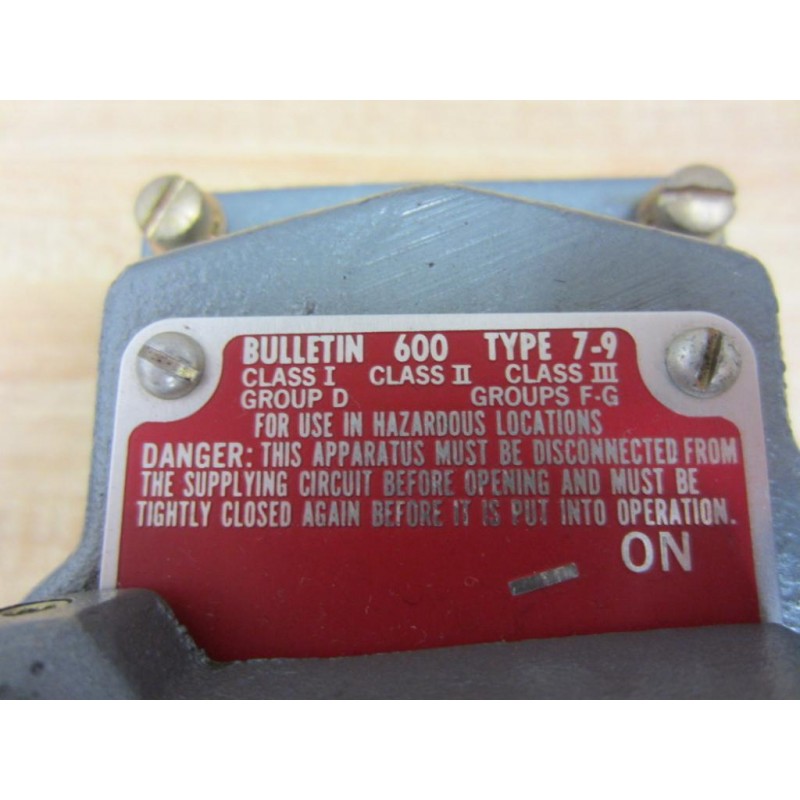 BULLETIN 600 TYPE 7-9
CLASS I CLASS II CLASS III
GROUP D GROUPS F-G
FOR USE IN HAZARDOUS LOCATIONS
DANGER: THIS APPARATUS MUST BE DISCONNECTED FROM
THE SUPPLYING CIRCUIT BEFORE OPENING AND MUST BE
TIGHTLY CLOSED AGAIN BEFORE IT IS PUT INTO OPERATION.
ON